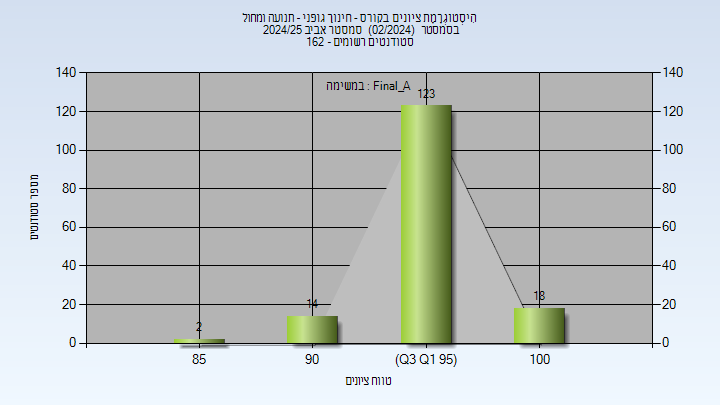 היסטוגרמת ציונים בקורס - חינוך גופני - תנועה ומחול
בסמסטר (02/2024) סמסטר אביב 2024/25
סטודנטים רשומים - 162
במשימה : Final_A
140 140
120 120
100 100
80 80
60 60
40 40
20 20
0 0
2
14
123
18
מספר סטודנטים
85 90 (Q3 Q1 95) 100
טווח ציונים